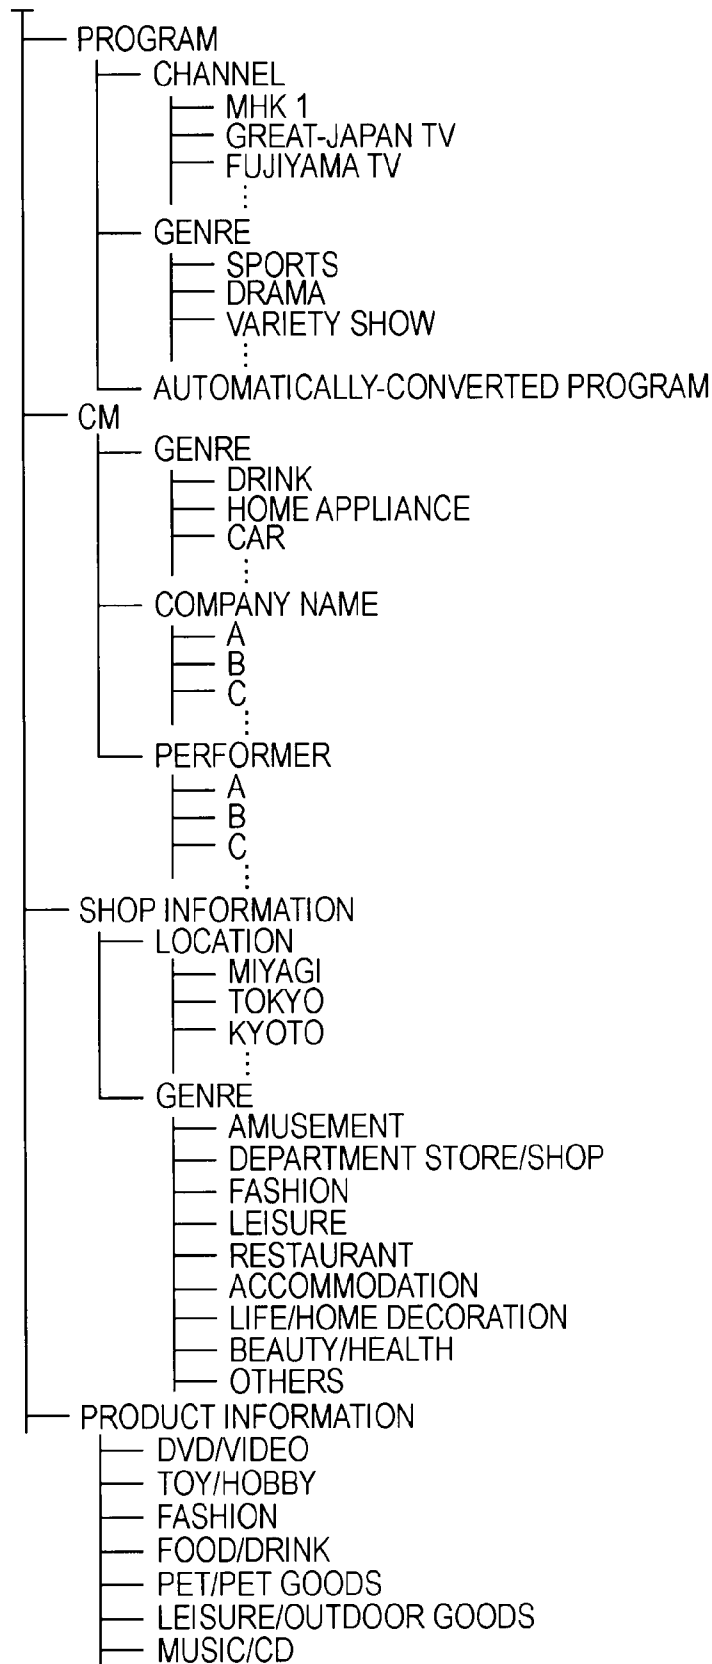 PROGRAM
CHANNEL
MHK 1
GREAT-JAPAN TV
FUJIYAMA TV
GENRE
SPORTS
DRAMA
VARIETY SHOW
AUTOMATICALLY-CONVERTED PROGRAM
CM
GENRE
DRINK
HOME APPLIANCE
CAR
COMPANY NAME
A
B
C
PERFORMER
A
B
C
SHOP INFORMATION
LOCATION
MIYAGI
TOKYO
KYOTO
GENRE
AMUSEMENT
DEPARTMENT STORE/SHOP
FASHION
LEISURE
RESTAURANT
ACCOMMODATION
LIFE/HOME DECORATION
BEAUTY/HEALTH
OTHERS
PRODUCT INFORMATION
DVD/VIDEO
TOY/HOBBY
FASHION
FOOD/DRINK
PET/PET GOODS
LEISURE/OUTDOOR GOODS
MUSIC/CD